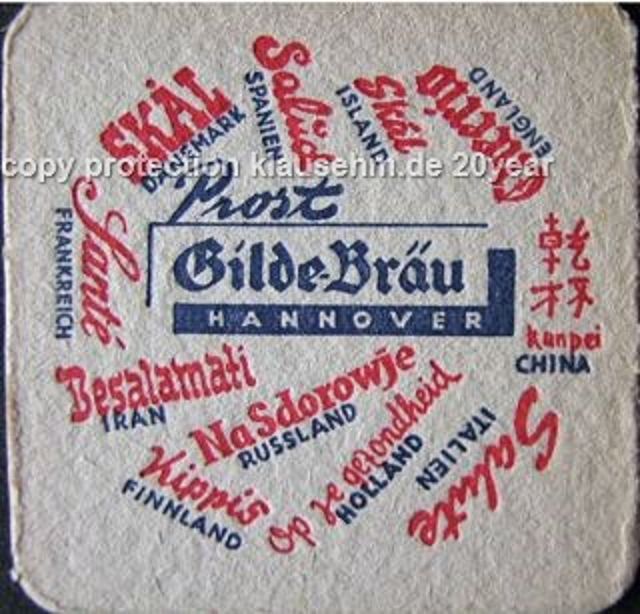 SKÅL
DÄNEMARK
Salúd
SPANIEN
Skál
ISLAND
Cheerio
ENGLAND
copy protection klausehm.de 20year
Prost
Santé
FRANKREICH
Gilde-Bräu
HANNOVER
乾杯
kanpei
CHINA
Besalamati
IRAN
NaSdorowje
RUSSLAND
Kippis
FINNLAND
op je gezondheid
HOLLAND
Salute
ITALIEN